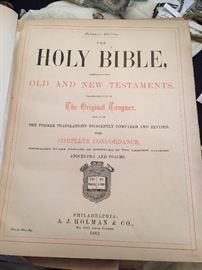 THE
HOLY BIBLE,
OLD AND NEW TESTAMENTS,
The Original Tongues,
THE FORMER TRANSLATIONS DILIGENTLY COMPARED AND REVISED.
COMPLETE CONCORDANCE,
APOCRYPHA AND PSALMS.
PHILADELPHIA:
A. J. HOLMAN & CO.,